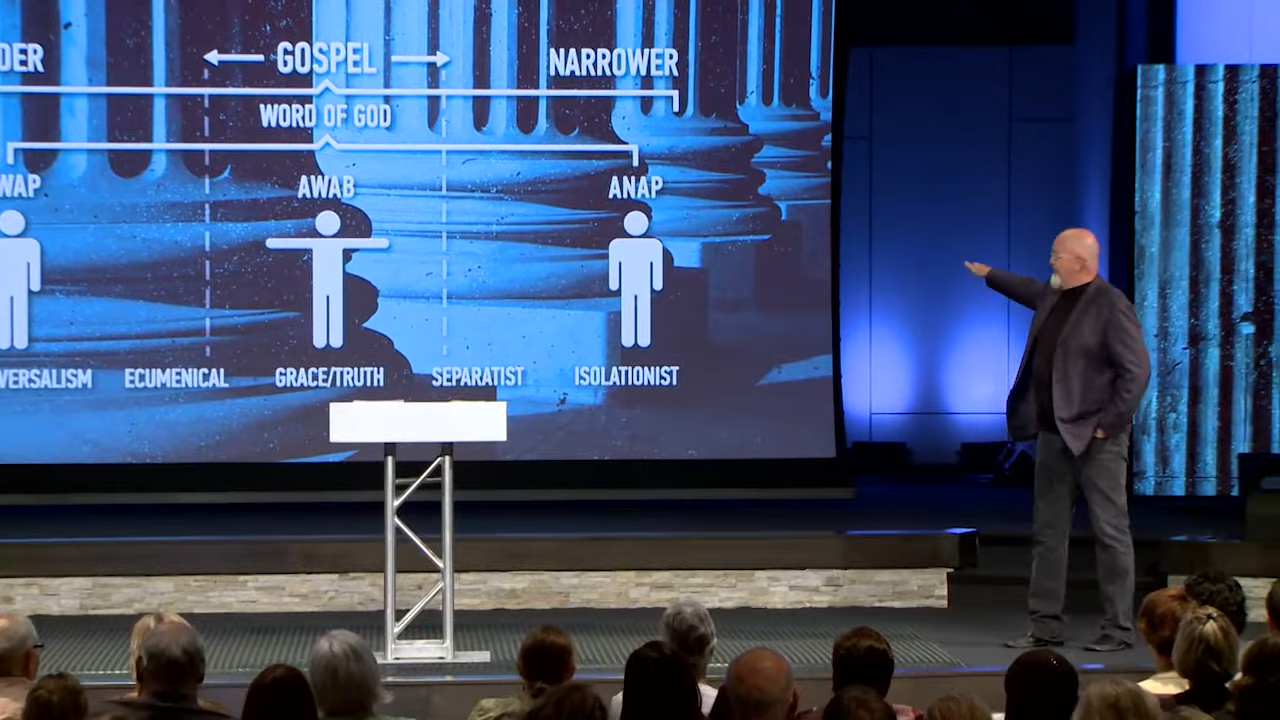 DER GOSPEL NARROWER
WORD OF GOD
WAP AWAB ANAP
VERSALISM ECUMENICAL GRACE/TRUTH SEPARATIST ISOLATIONIST